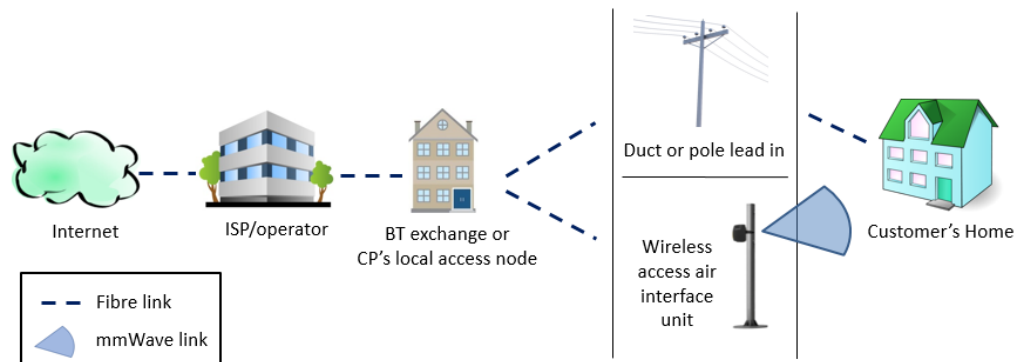 Internet
ISP/operator
BT exchange or
CP's local access node
Duct or pole lead in
Wireless
access air
interface
unit
Customer's Home
Fibre link
mmWave link